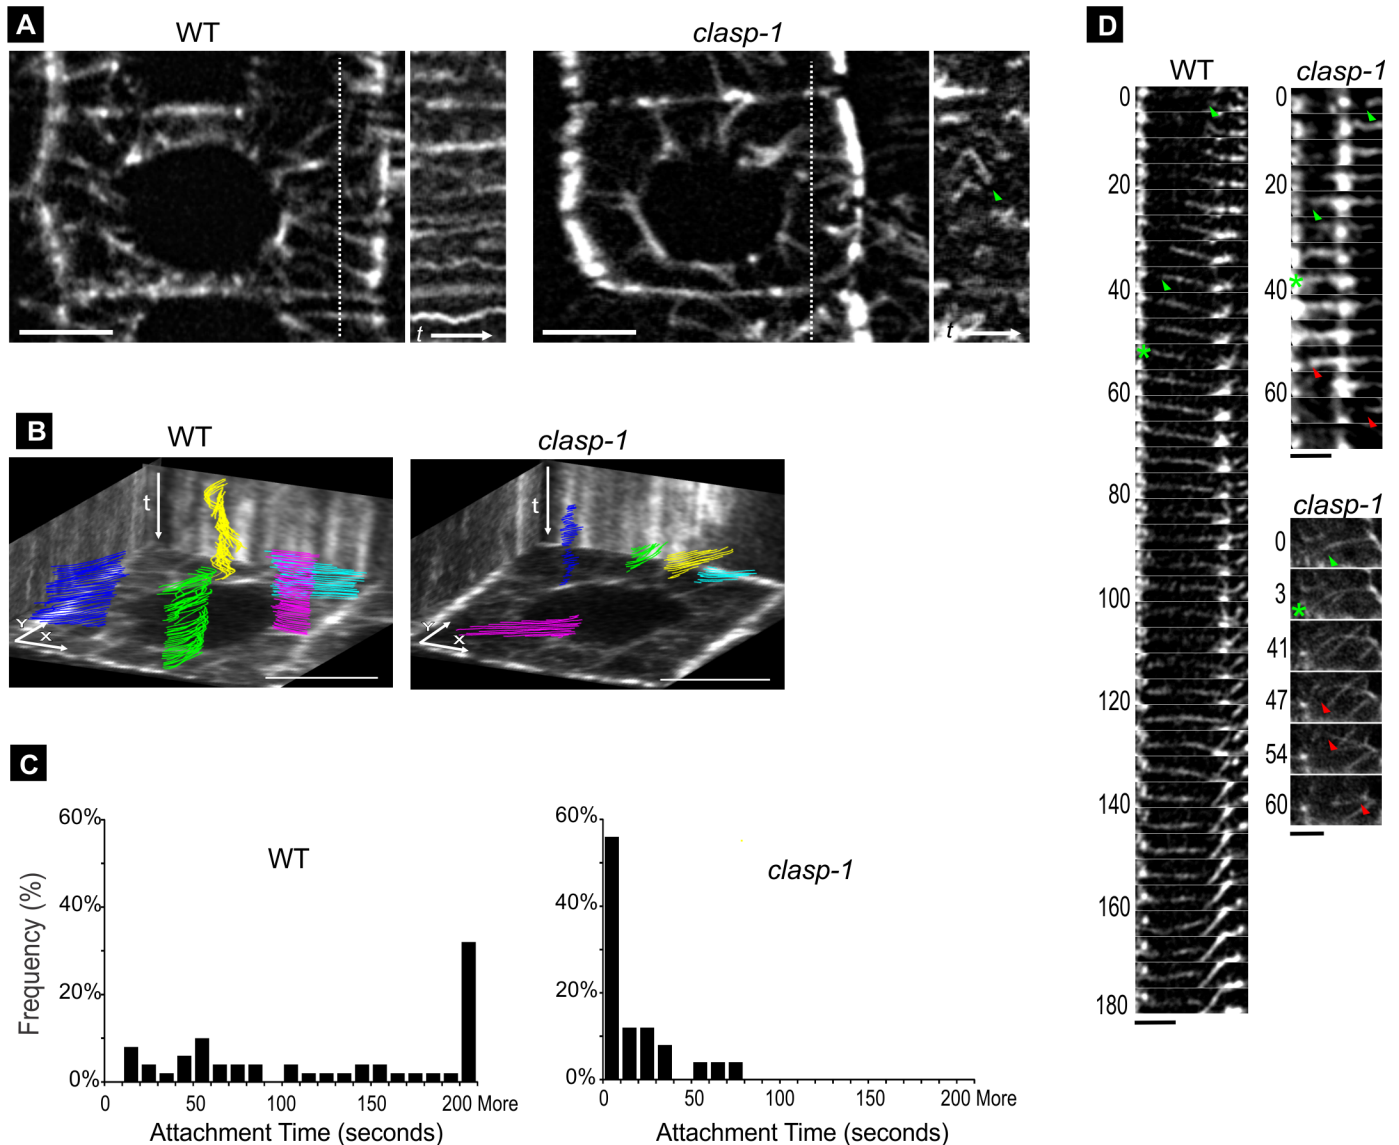 A
WT
clasp-1
t
t
B
WT
clasp-1
t
Y
X
t
Y
X
C
60%
40%
20%
0%
Frequency (%)
WT
0
50
100
150
200 More
Attachment Time (seconds)
60%
40%
20%
0%
clasp-1
0
50
100
150
200 More
Attachment Time (seconds)
D
WT
0
20
40
*
60
80
100
120
140
160
180
clasp-1
0
20
*
40
60
clasp-1
0
3
*
41
47
54
60